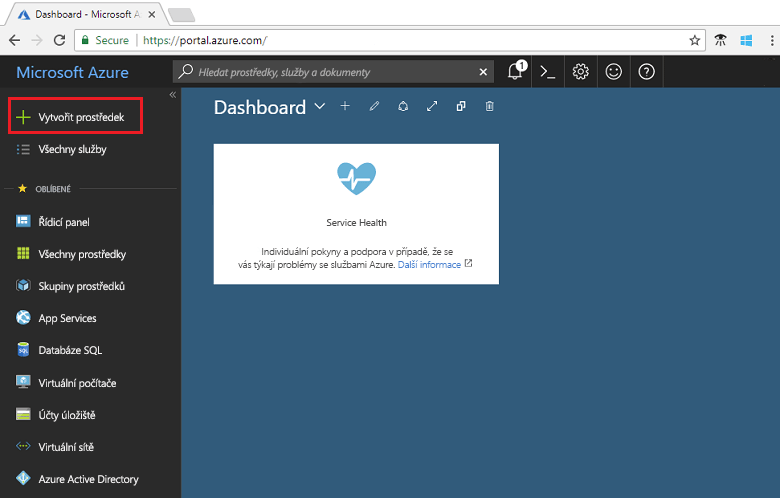 Dashboard - Microsoft A
Secure
https://portal.azure.com/
Microsoft Azure
Hledat prostředky, služby a dokumenty
1
Vytvořit prostředek
Všechny služby
OBLÍBENÉ
Řídicí panel
Všechny prostředky
Skupiny prostředků
App Services
Databáze SQL
SQL
Virtuální počítače
Účty úložiště
Virtuální sítě
Azure Active Directory
Dashboard
Service Health
Individuální pokyny a podpora v případě, že se
vás týkají problémy se službami Azure. Další informace